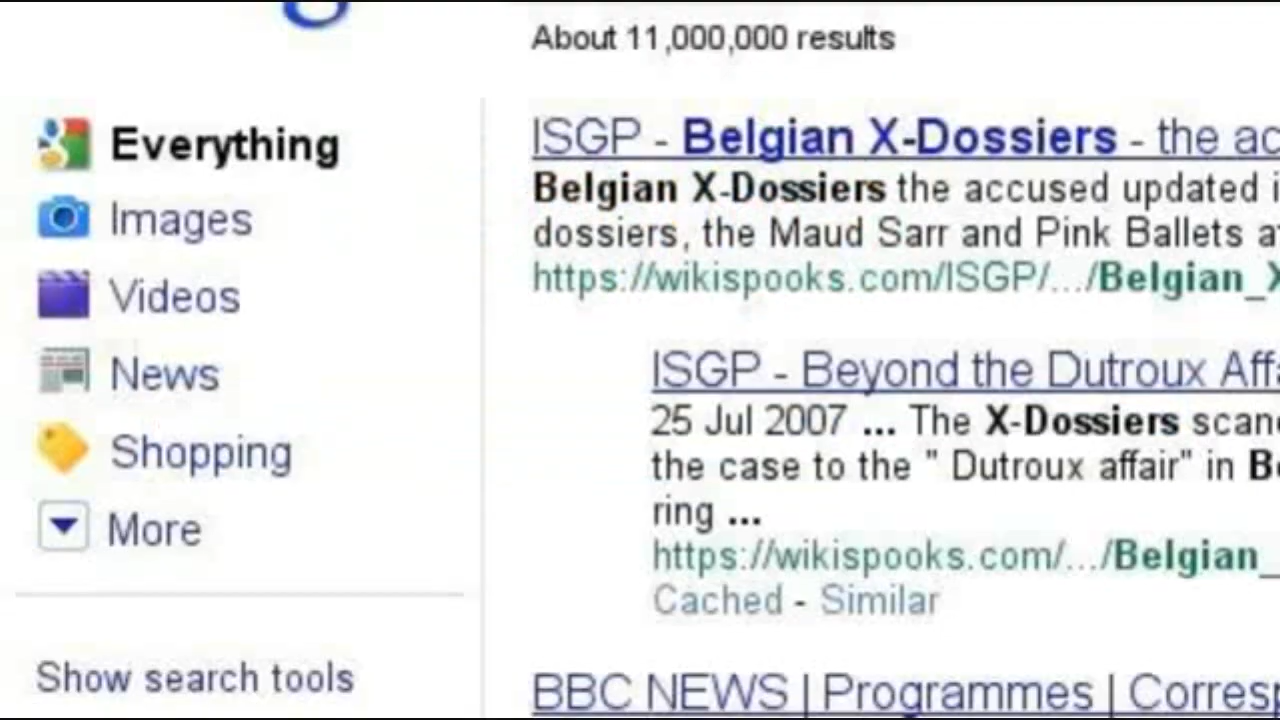 About 11,000,000 results
Everything
Images
Videos
News
Shopping
More
Show search tools
ISGP - Belgian X-Dossiers - the ac
Belgian X-Dossiers the accused updated i
dossiers, the Maud Sarr and Pink Ballets a
https://wikispooks.com/ISGP/.../Belgian_X
ISGP - Beyond the Dutroux Affa
25 Jul 2007 ... The X-Dossiers scan
the case to the " Dutroux affair" in Be
ring ...
https://wikispooks.com/.../Belgian_
Cached - Similar
BBC NEWS | Programmes | Corresp